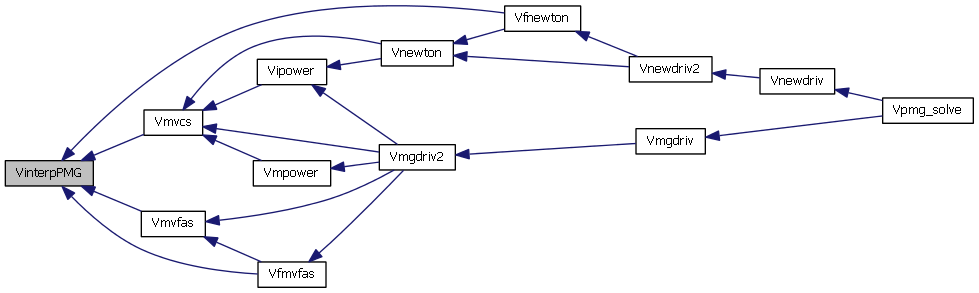 VinterpPMG
Vmvcs
Vmvfas
Vipower
Vmpower
Vfmvfas
Vnewton
Vmgdriv2
Vfnewton
Vnewdriv2
Vmgdriv
Vnewdriv
Vpmg_solve